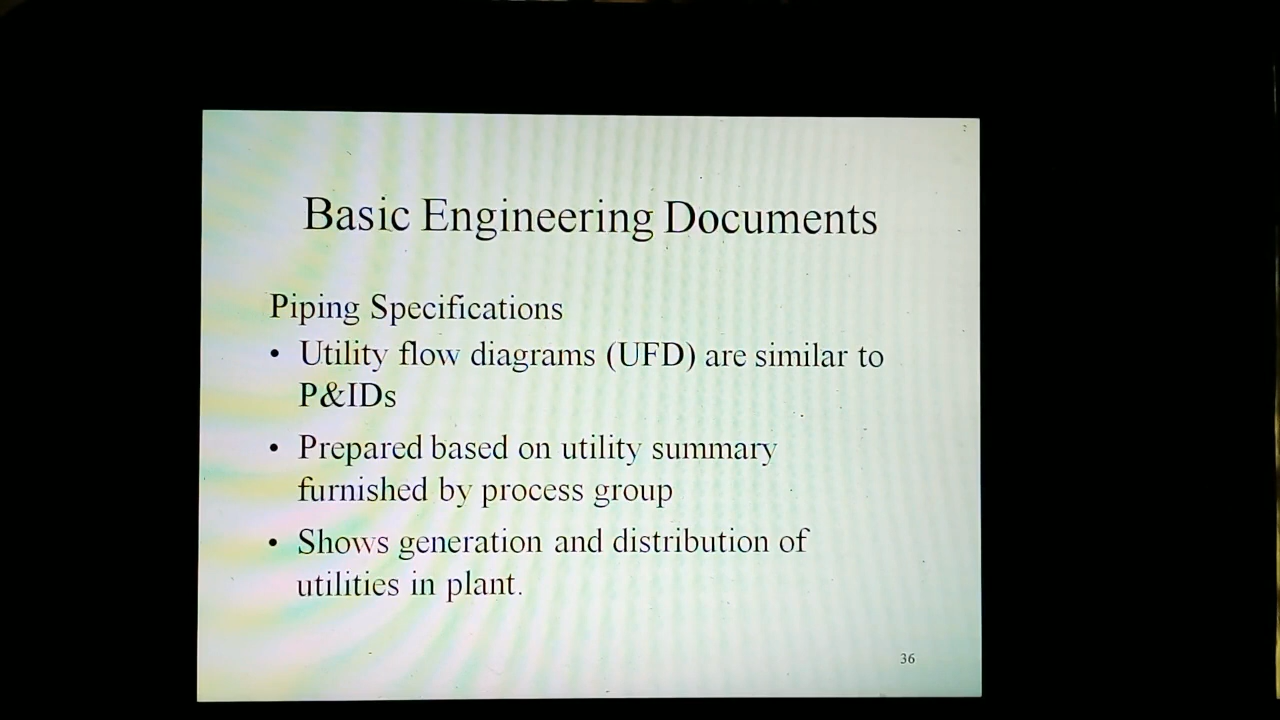 Basic Engineering Documents
Piping Specifications
• Utility flow diagrams (UFD) are similar to
P&IDs
• Prepared based on utility summary
furnished by process group
• Shows generation and distribution of
utilities in plant.
36